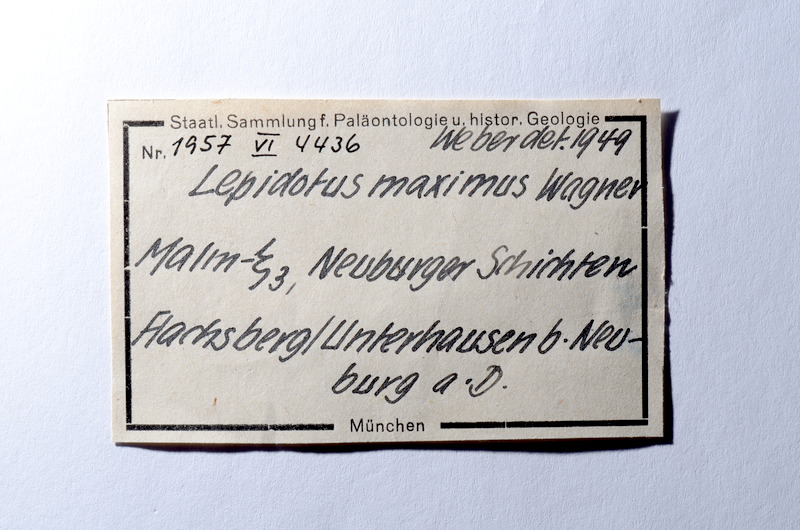 Staatl. Sammlung f. Paläontologie u. histor. Geologie
Nr. 1957 VI 4436 Weber det. 1949
Lepidotus maximus Wagner
Malm-ζ3, Neuburger Schichten
Flachsberg/Unterhausen b. Neu-
burg a. D.
München